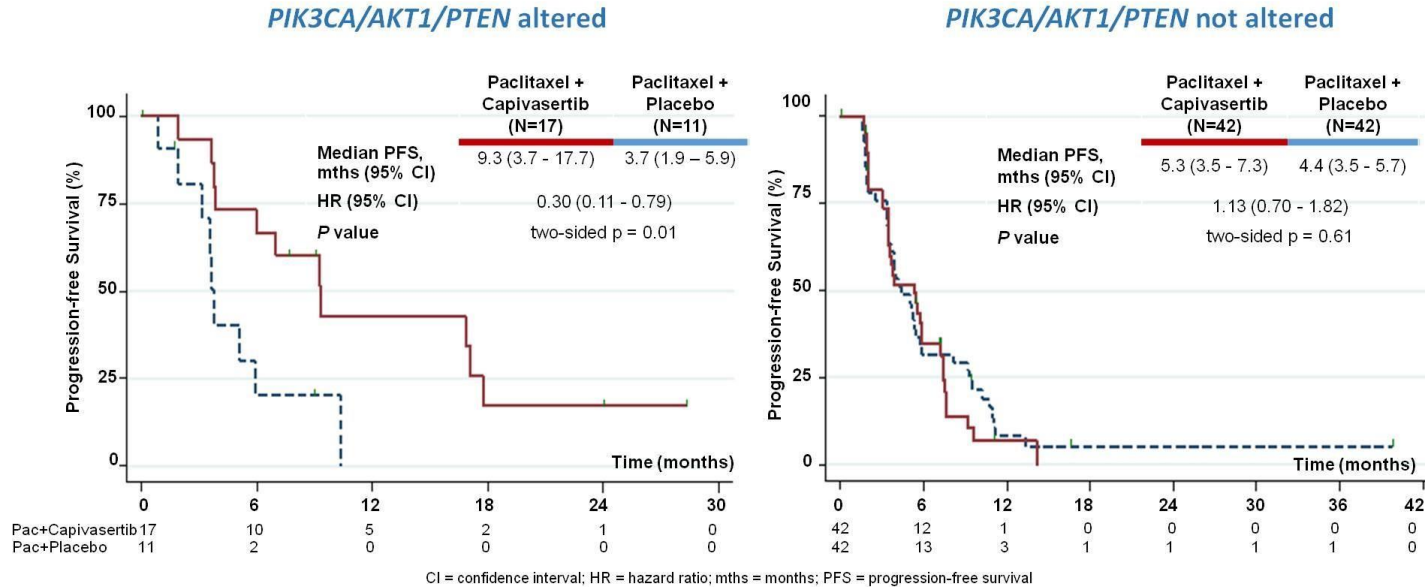 PIK3CA/AKT1/PTEN altered
Paclitaxel + Capivasertib (N=17)
Paclitaxel + Placebo (N=11)
Median PFS, mths (95% CI)
9.3 (3.7 - 17.7)
3.7 (1.9 – 5.9)
HR (95% CI)
0.30 (0.11 - 0.79)
P value
two-sided p = 0.01
Progression-free Survival (%)
100
75
50
25
0
Time (months)
0 6 12 18 24 30
Pac+Capivasertib 17 10 5 2 1 0
Pac+Placebo 11 2 0 0 0 0
PIK3CA/AKT1/PTEN not altered
Paclitaxel + Capivasertib (N=42)
Paclitaxel + Placebo (N=42)
Median PFS, mths (95% CI)
5.3 (3.5 - 7.3)
4.4 (3.5 - 5.7)
HR (95% CI)
1.13 (0.70 - 1.82)
P value
two-sided p = 0.61
Progression-free Survival (%)
100
75
50
25
0
Time (months)
0 6 12 18 24 30 36 42
42 12 1 0 0 0 0 0
42 13 3 1 1 1 1 0
CI = confidence interval; HR = hazard ratio; mths = months; PFS = progression-free survival